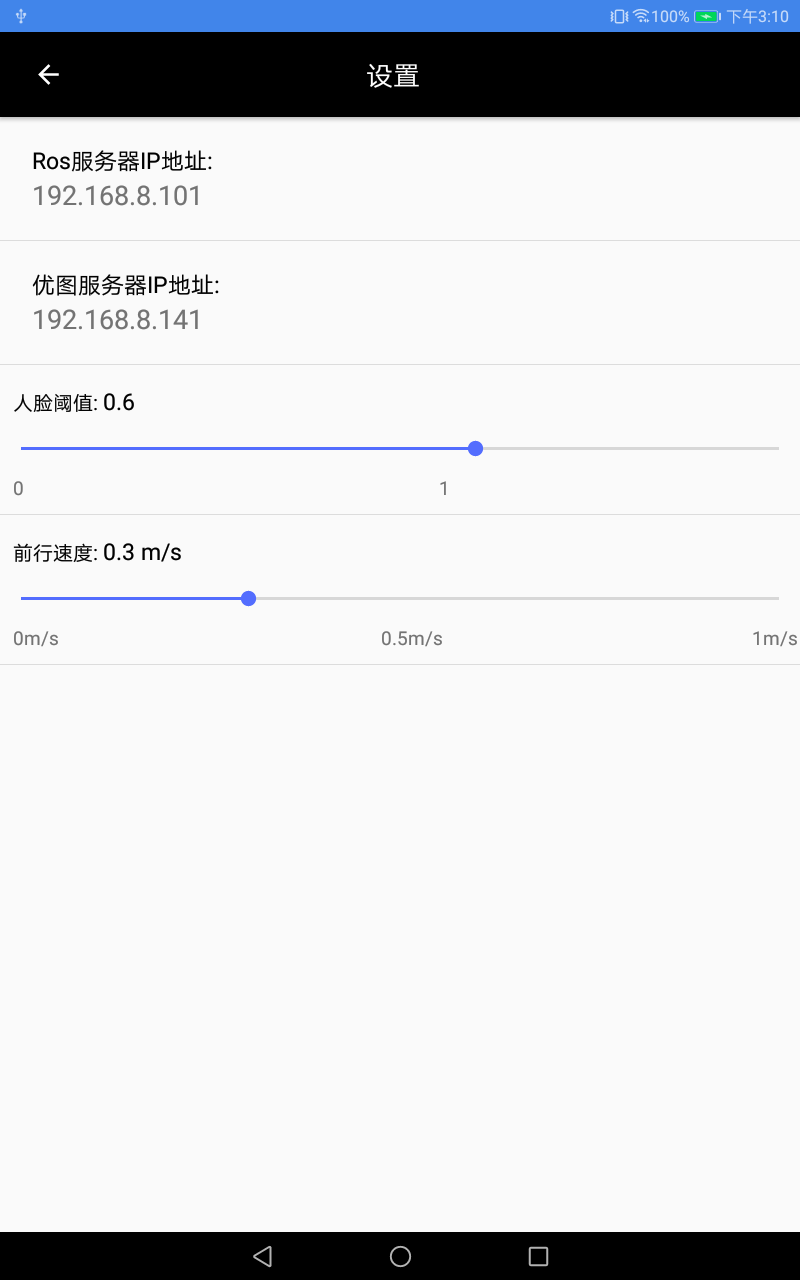 100% 下午3:10
设置
Ros服务器IP地址:
192.168.8.101
优图服务器IP地址:
192.168.8.141
人脸阈值: 0.6
0 1
前行速度: 0.3 m/s
0m/s 0.5m/s 1m/s